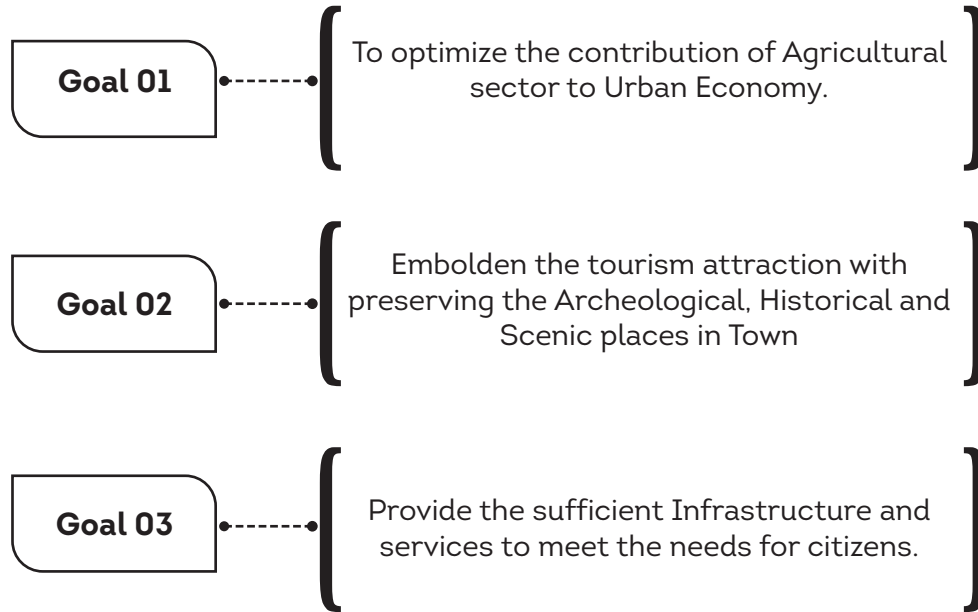 Goal 01
To optimize the contribution of Agricultural
sector to Urban Economy.
Goal 02
Embolden the tourism attraction with
preserving the Archeological, Historical and
Scenic places in Town
Goal 03
Provide the sufficient Infrastructure and
services to meet the needs for citizens.